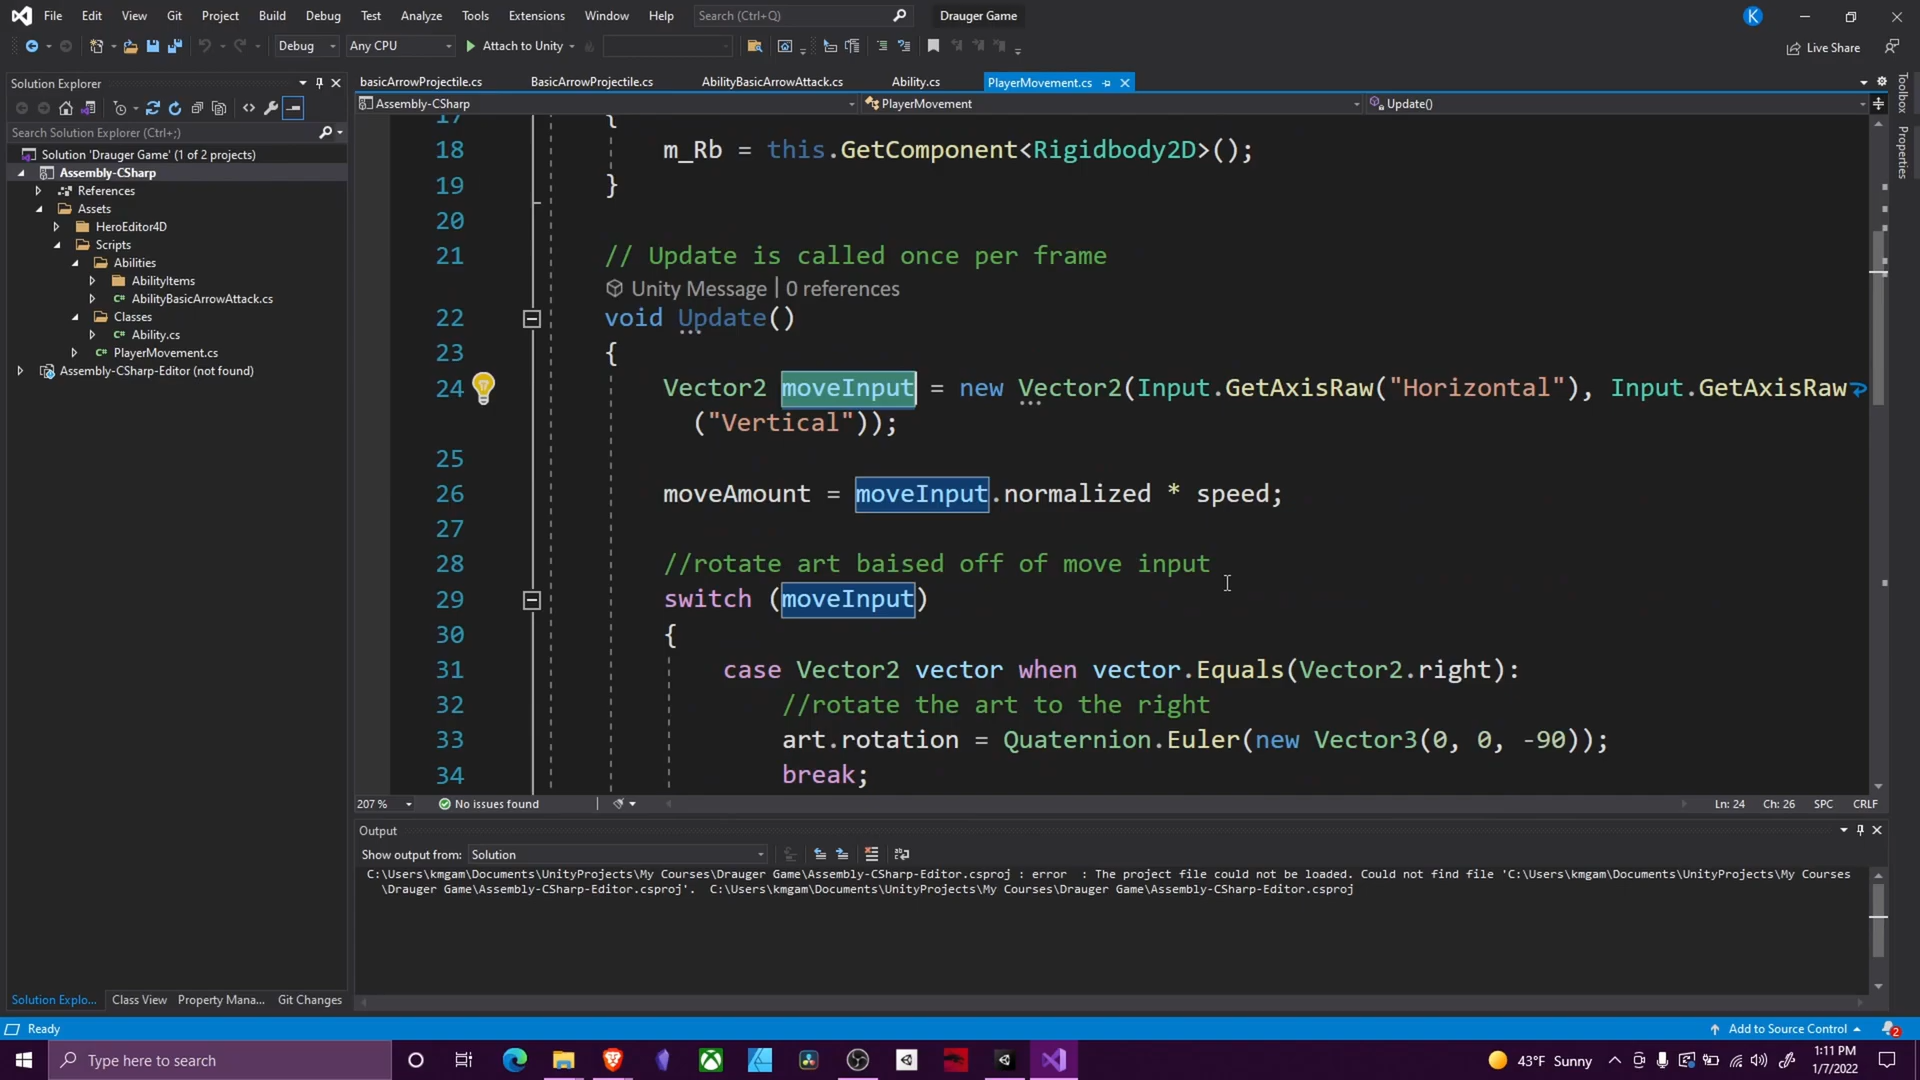 File Edit View Git Project Build Debug Test Analyze Tools Extensions Window Help Search (Ctrl+Q) Drauger Game K
Debug Any CPU Attach to Unity Live Share
Solution Explorer
Search Solution Explorer (Ctrl+;)
Solution 'Drauger Game' (1 of 2 projects)
Assembly-CSharp
References
Assets
HeroEditor4D
Scripts
Abilities
AbilityItems
C# AbilityBasicArrowAttack.cs
Classes
C# Ability.cs
C# PlayerMovement.cs
Assembly-CSharp-Editor (not found)
Solution Explo... Class View Property Mana... Git Changes
basicArrowProjectile.cs BasicArrowProjectile.cs AbilityBasicArrowAttack.cs Ability.cs PlayerMovement.cs
Assembly-CSharp PlayerMovement Update()
17 {
18 m_Rb = this.GetComponent<Rigidbody2D>();
19 }
20
21 // Update is called once per frame
Unity Message | 0 references
22 void Update()
23 {
24 Vector2 moveInput = new Vector2(Input.GetAxisRaw("Horizontal"), Input.GetAxisRaw
("Vertical"));
25
26 moveAmount = moveInput.normalized * speed;
27
28 //rotate art baised off of move input
29 switch (moveInput)
30 {
31 case Vector2 vector when vector.Equals(Vector2.right):
32 //rotate the art to the right
33 art.rotation = Quaternion.Euler(new Vector3(0, 0, -90));
34 break;
207 % No issues found Ln: 24 Ch: 26 SPC CRLF
Output
Show output from: Solution
C:\Users\kmgam\Documents\UnityProjects\My Courses\Drauger Game\Assembly-CSharp-Editor.csproj : error : The project file could not be loaded. Could not find file 'C:\Users\kmgam\Documents\UnityProjects\My Courses
\Drauger Game\Assembly-CSharp-Editor.csproj'. C:\Users\kmgam\Documents\UnityProjects\My Courses\Drauger Game\Assembly-CSharp-Editor.csproj
Toolbox
Properties
Ready Add to Source Control 2
Type here to search 43°F Sunny 1:11 PM
1/7/2022